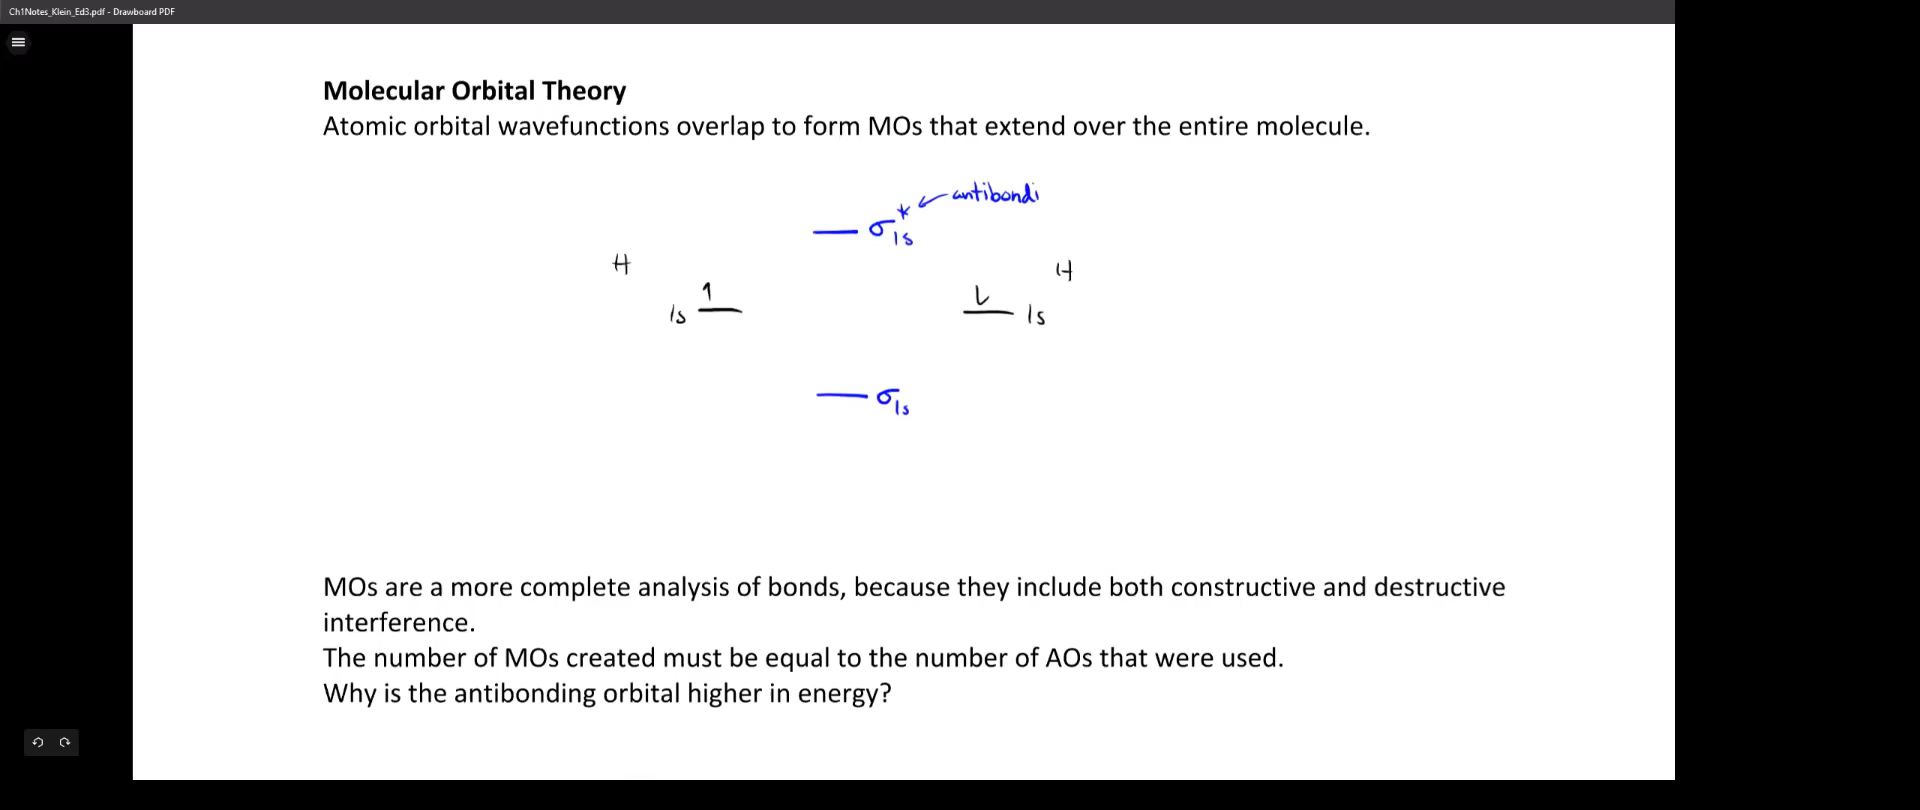 Ch1Notes_Klein_Ed3.pdf - Drawboard PDF
Molecular Orbital Theory
Atomic orbital wavefunctions overlap to form MOs that extend over the entire molecule.
antibondi
σ*1s
H
H
1s
1s
σ1s
MOs are a more complete analysis of bonds, because they include both constructive and destructive
interference.
The number of MOs created must be equal to the number of AOs that were used.
Why is the antibonding orbital higher in energy?